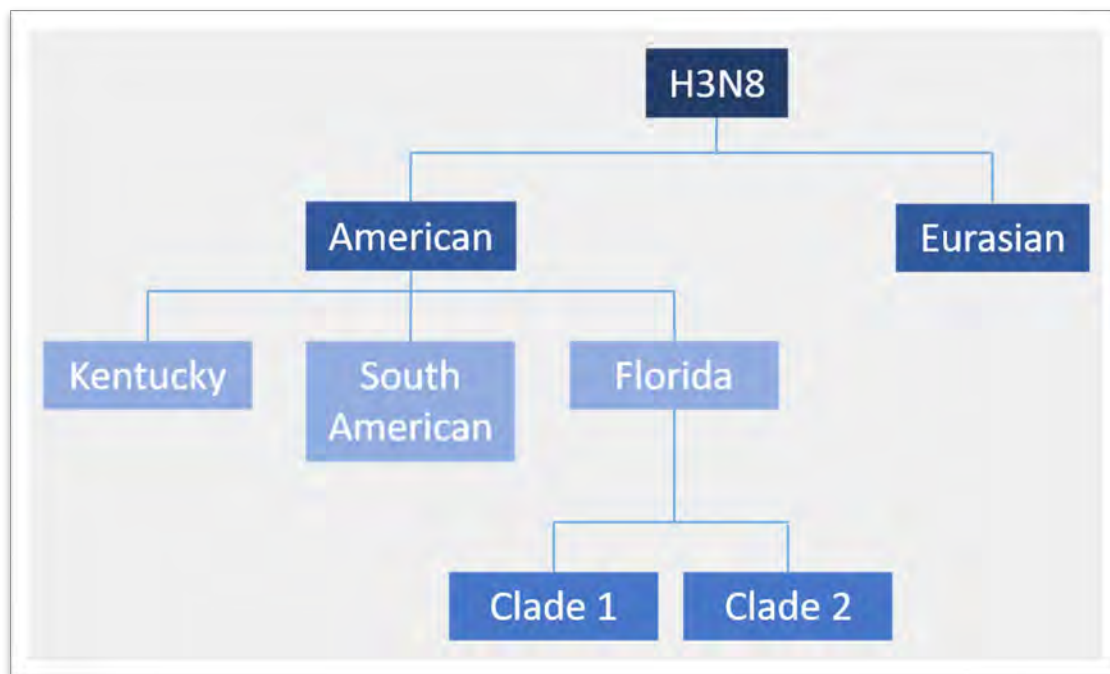 H3N8
American
Eurasian
Kentucky
South
American
Florida
Clade 1
Clade 2